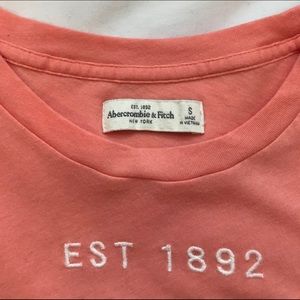 EST. 1892
Abercrombie & Fitch
NEW YORK
S
MADE
IN VIETNAM
EST 1892